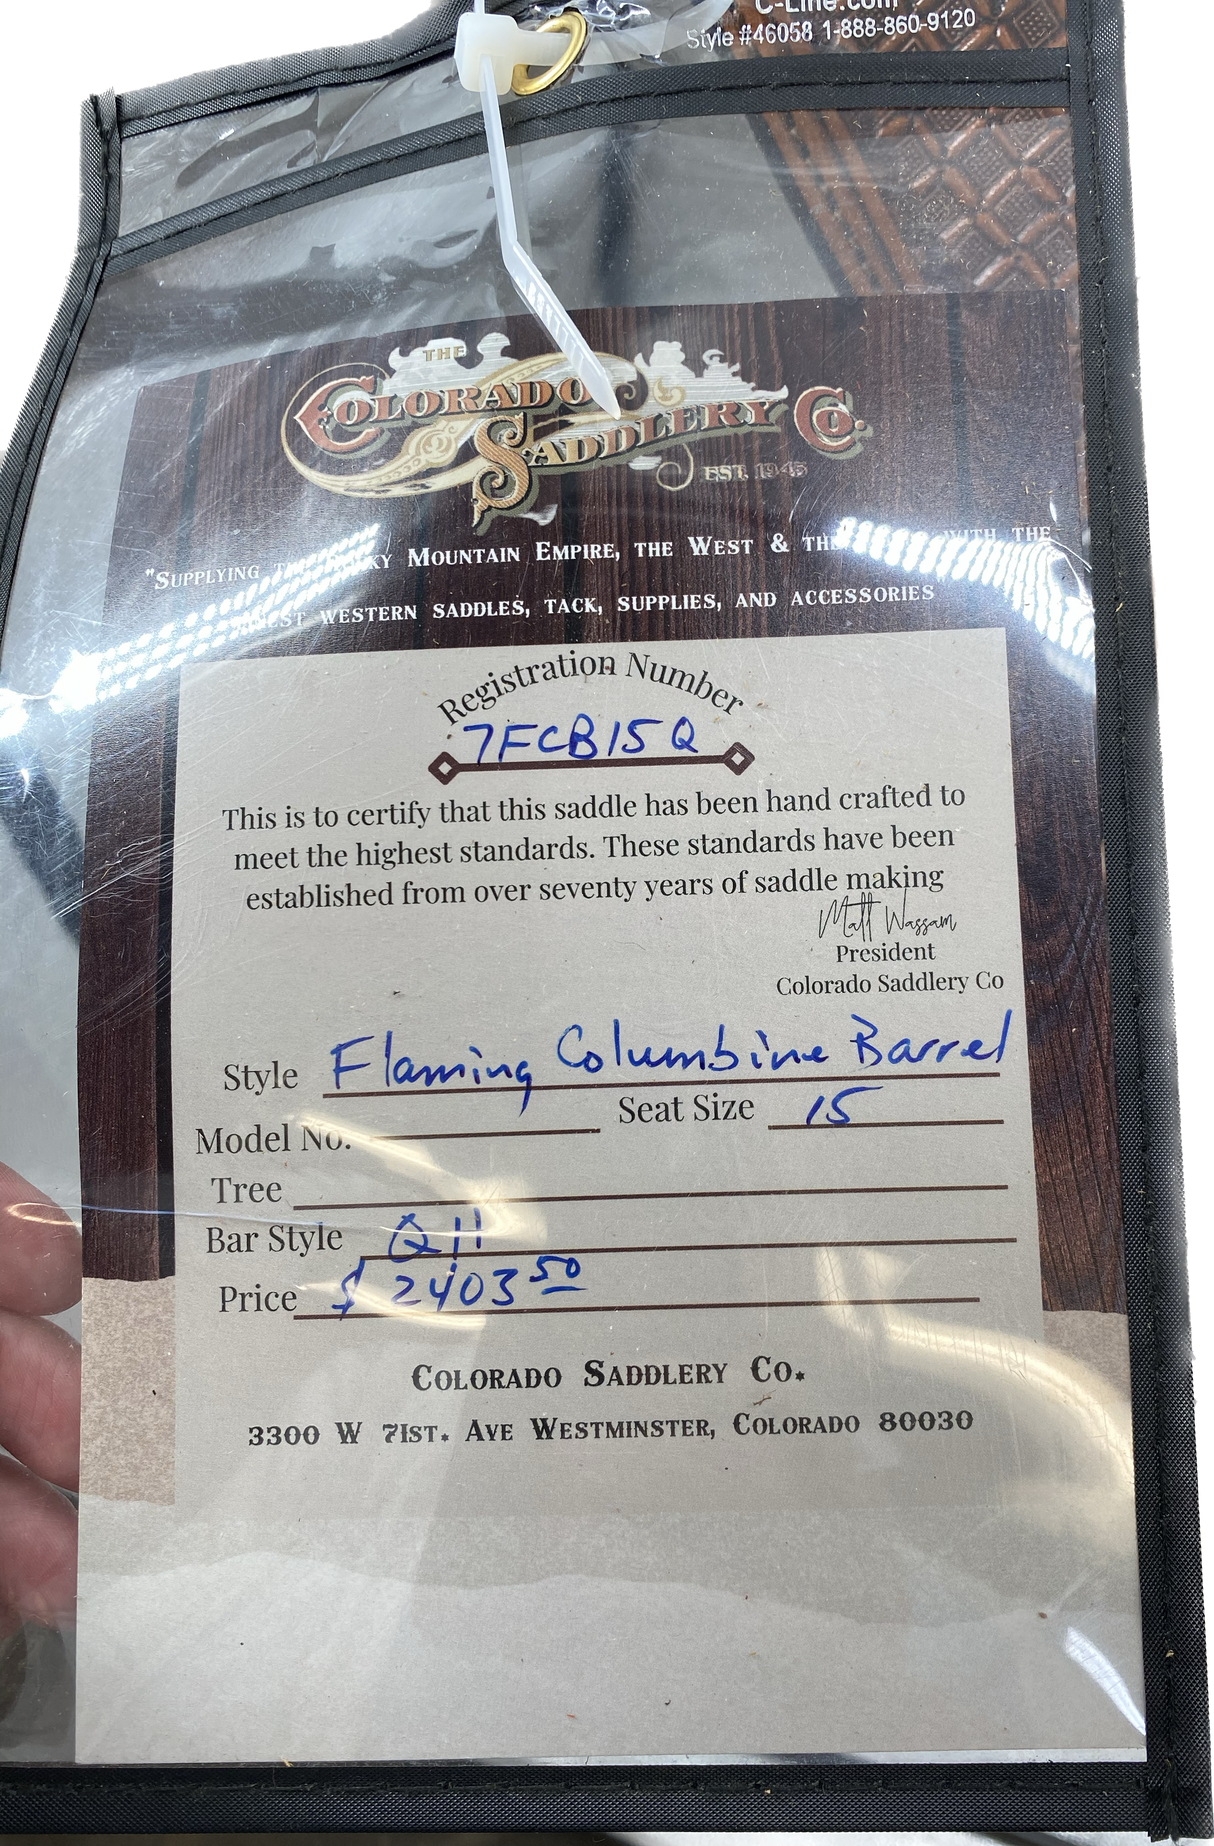 C-Line.com
Style #46058 1-888-860-9120
THE
COLORADO
SADDLERY CO.
EST. 1945
"SUPPLYING MOUNTAIN EMPIRE, THE WEST & WITH THE
WESTERN SADDLES, TACK, SUPPLIES, AND ACCESSORIES
Registration Number
7FCB15Q
This is to certify that this saddle has been hand crafted to
meet the highest standards. These standards have been
established from over seventy years of saddle making
Matt Wassam
President
Colorado Saddlery Co
Style Flaming Columbine Barrel
Model No. Seat Size 15
Tree
Bar Style QH
Price $ 2403 50
COLORADO SADDLERY CO.
3300 W 71ST. AVE WESTMINSTER, COLORADO 80030